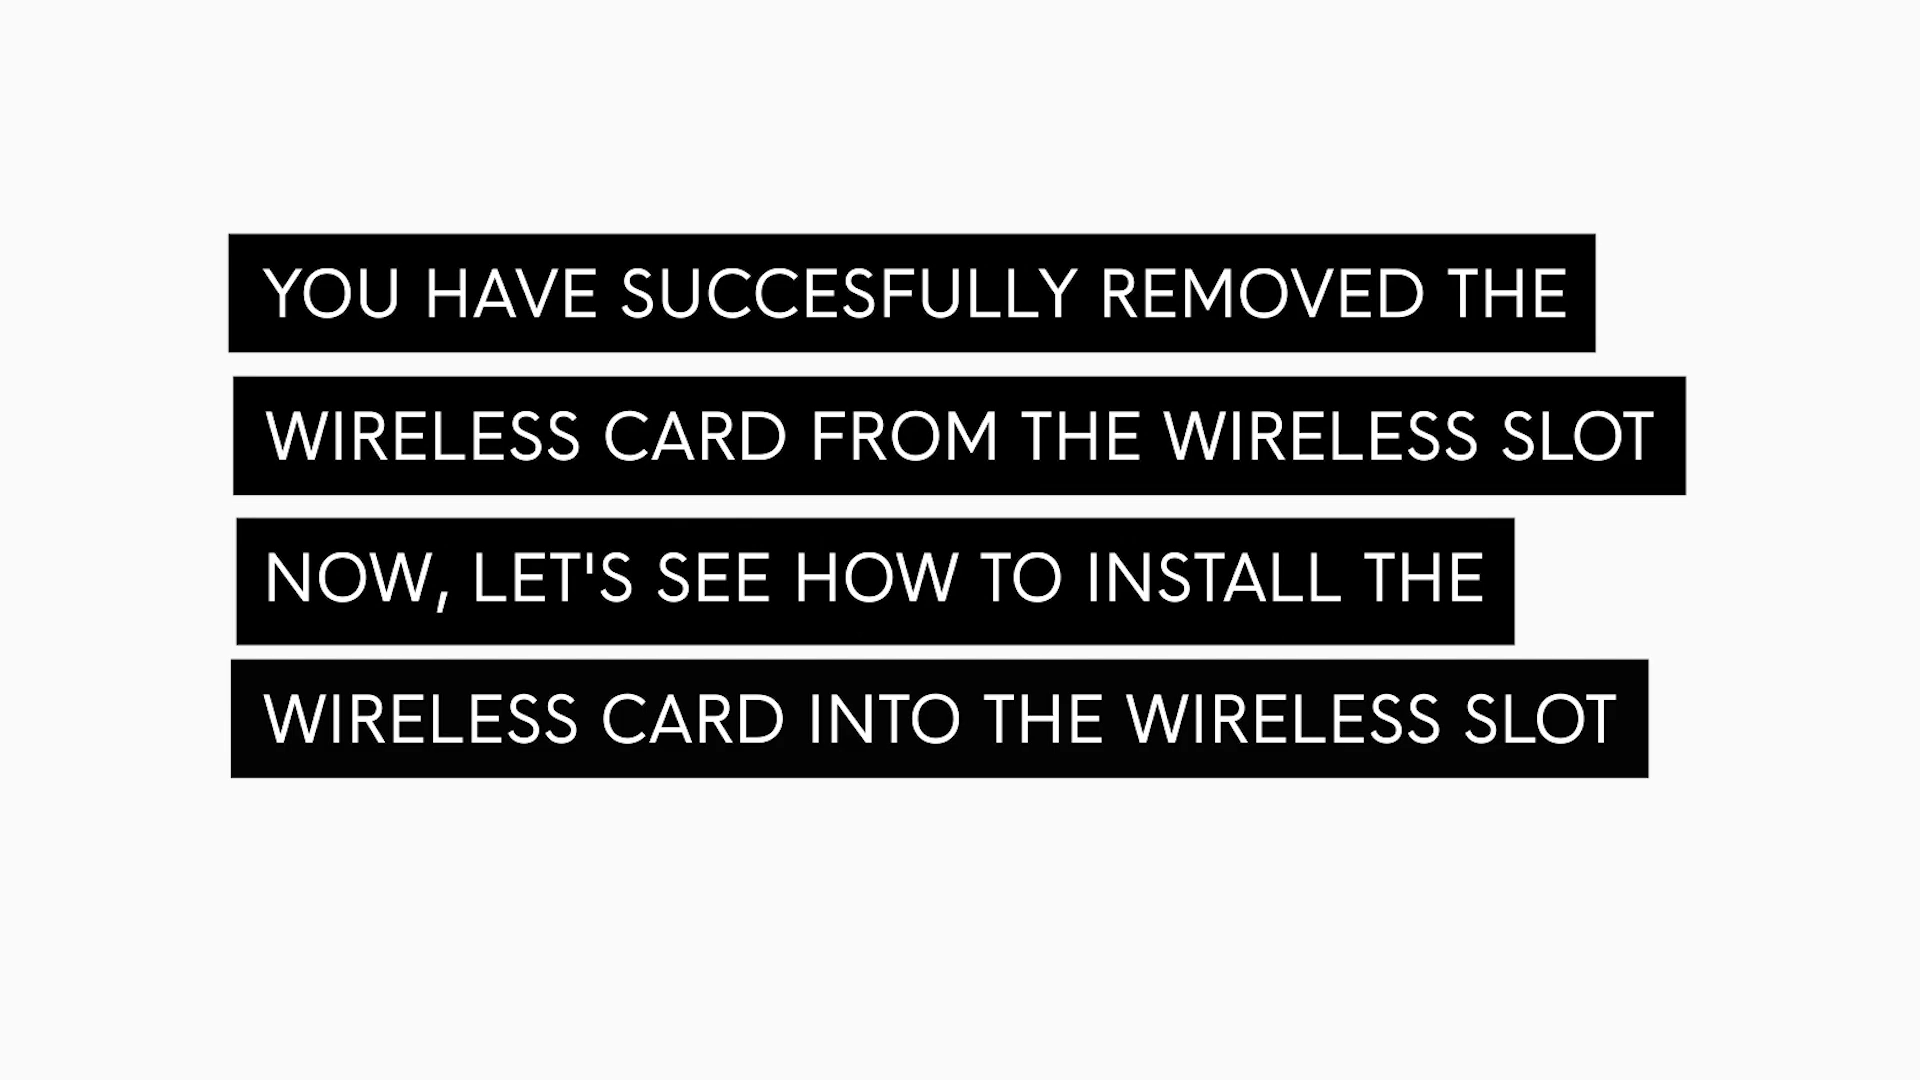 YOU HAVE SUCCESFULLY REMOVED THE
WIRELESS CARD FROM THE WIRELESS SLOT
NOW, LET'S SEE HOW TO INSTALL THE
WIRELESS CARD INTO THE WIRELESS SLOT